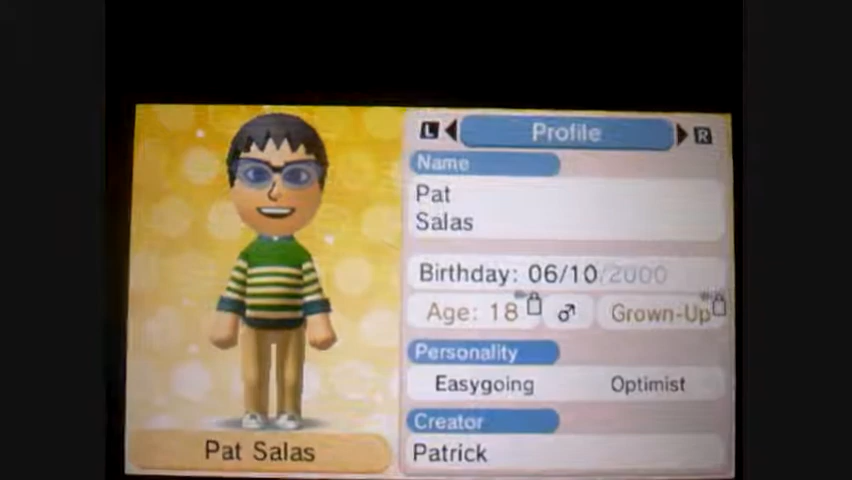 L Profile R
Name
Pat
Salas
Birthday: 06/10/2000
Age: 18 ♂ Grown-Up
Personality
Easygoing Optimist
Creator
Patrick
Pat Salas